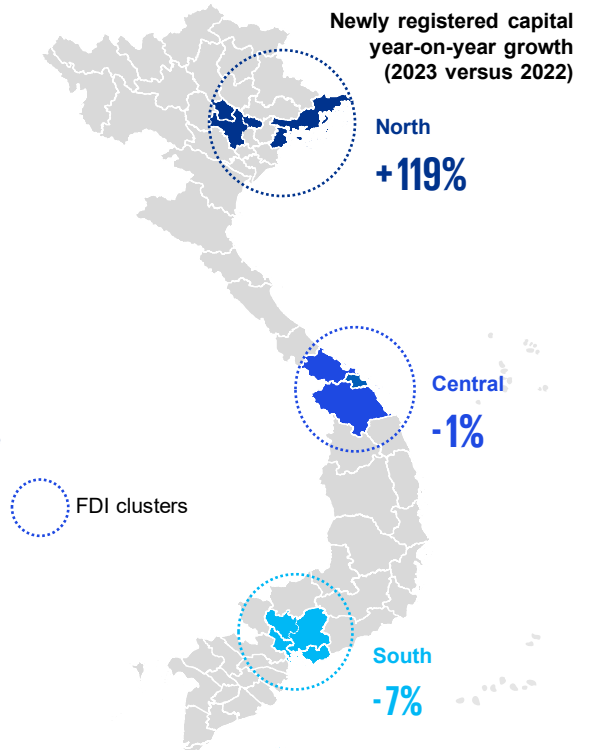 Newly registered capital
year-on-year growth
(2023 versus 2022)
North
+119%
Central
-1%
FDI clusters
South
-7%